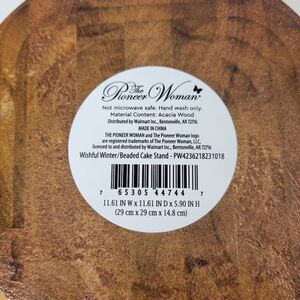 The
Pioneer Woman
Not microwave safe. Hand wash only.
Material Content: Acacia Wood
Distributed by Walmart Inc., Bentonville, AR 72716
MADE IN CHINA
THE PIONEER WOMAN and The Pioneer Woman logo
are registered trademarks of The Pioneer Woman, LLC,
licensed to and distributed by Walmart Inc., Bentonville, AR 72716
Wishful Winter/Beaded Cake Stand - PW4236218231018
7 65305 44744 7
11.61 IN W x 11.61 IN D x 5.90 IN H
(29 cm x 29 cm x 14.8 cm)